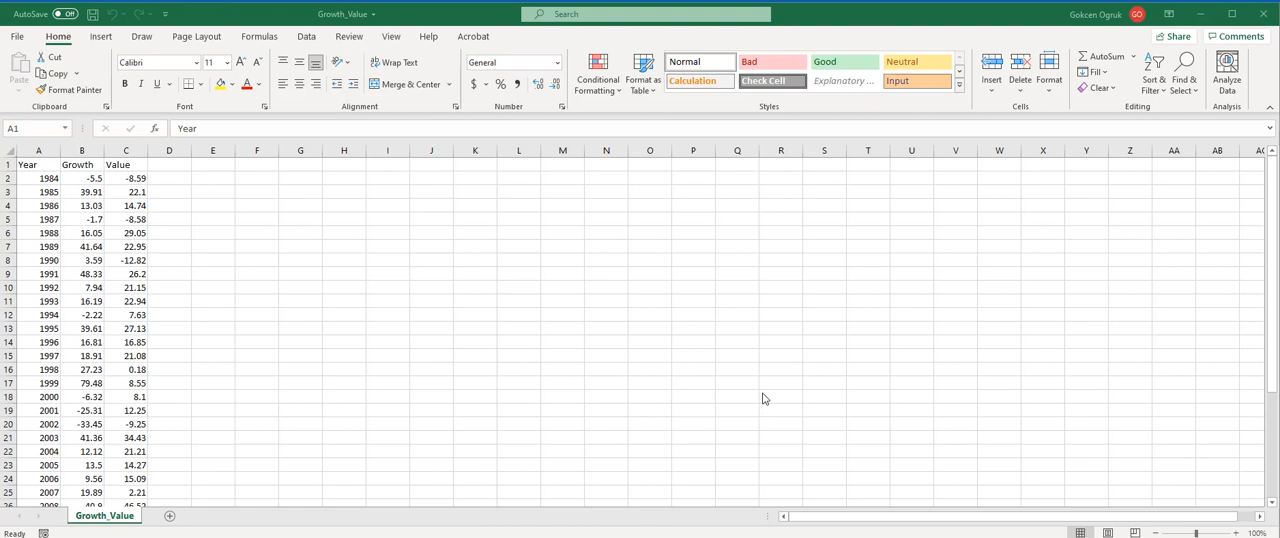 AutoSave Off Growth_Value Search Gokcen Ogruk GO
File Home Insert Draw Page Layout Formulas Data Review View Help Acrobat Share Comments
Paste Cut Copy Format Painter
Clipboard
Calibri 11 A A B I U A
Font
Wrap Text
Merge & Center
Alignment
General
$ % ,
Number
Conditional Formatting Format as Table
Normal Bad Good Neutral
Calculation Check Cell Explanatory ... Input
Styles
Insert Delete Format
Cells
AutoSum Fill Clear Sort & Filter Find & Select
Editing
Analyze Data
Analysis
A1 fx Year
A B C D E F G H I J K L M N O P Q R S T U V W X Y Z AA AB AC
1 Year Growth Value
2 1984 -5.5 -8.59
3 1985 39.91 22.1
4 1986 13.03 14.74
5 1987 -1.7 -8.58
6 1988 16.05 29.05
7 1989 41.64 22.95
8 1990 3.59 -12.82
9 1991 48.33 26.2
10 1992 7.94 21.15
11 1993 16.19 22.94
12 1994 -2.22 7.63
13 1995 39.61 27.13
14 1996 16.81 16.85
15 1997 18.91 21.08
16 1998 27.23 0.18
17 1999 79.48 8.55
18 2000 -6.32 8.1
19 2001 -25.31 12.25
20 2002 -33.45 -9.25
21 2003 41.36 34.43
22 2004 12.12 21.21
23 2005 13.5 14.27
24 2006 9.56 15.09
25 2007 19.89 2.21
26 2008
Growth_Value
Ready 100%